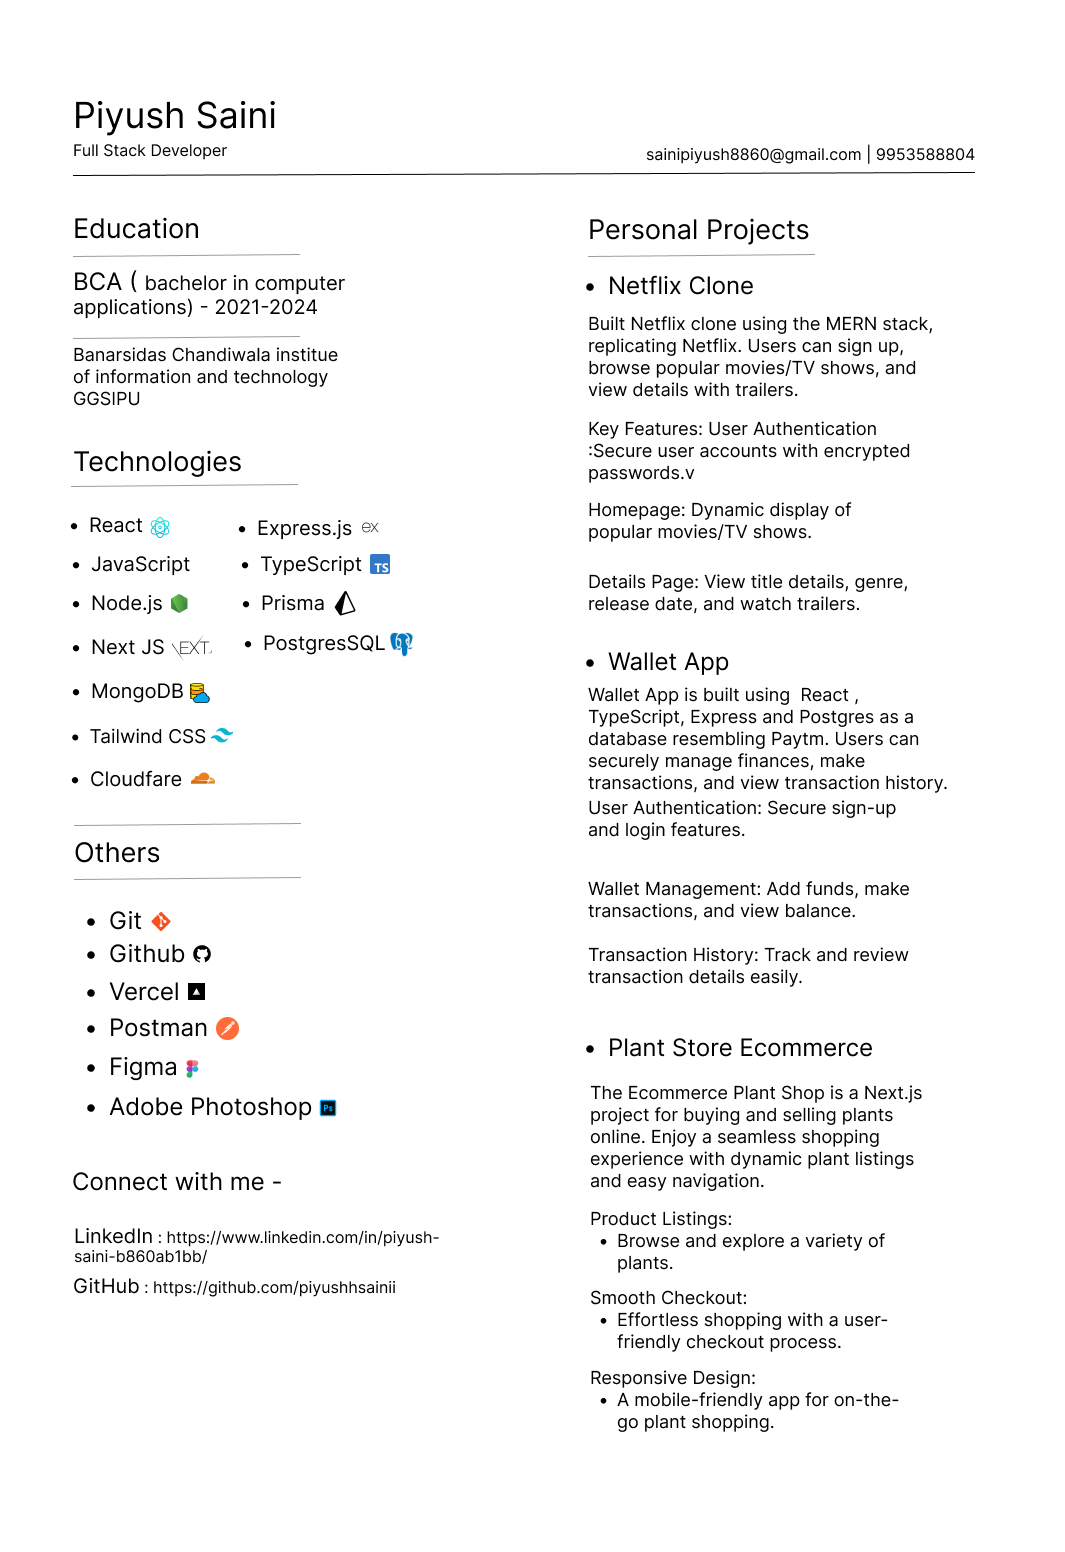 Piyush Saini
Full Stack Developer
sainipiyush8860@gmail.com | 9953588804
Education
BCA ( bachelor in computer
applications) - 2021-2024
Banarsidas Chandiwala institue
of information and technology
GGSIPU
Technologies
• React
• JavaScript
• Node.js
• Next JS EXT.
• MongoDB
• Tailwind CSS
• Cloudfare
• Express.js ex
• TypeScript TS
• Prisma
• PostgresSQL
Others
• Git
• Github
• Vercel
• Postman
• Figma
• Adobe Photoshop Ps
Connect with me -
LinkedIn : https://www.linkedin.com/in/piyush-
saini-b860ab1bb/
GitHub : https://github.com/piyushhsainii
Personal Projects
• Netflix Clone
Built Netflix clone using the MERN stack,
replicating Netflix. Users can sign up,
browse popular movies/TV shows, and
view details with trailers.
Key Features: User Authentication
:Secure user accounts with encrypted
passwords.v
Homepage: Dynamic display of
popular movies/TV shows.
Details Page: View title details, genre,
release date, and watch trailers.
• Wallet App
Wallet App is built using  React ,
TypeScript, Express and Postgres as a
database resembling Paytm. Users can
securely manage finances, make
transactions, and view transaction history.
User Authentication: Secure sign-up
and login features.
Wallet Management: Add funds, make
transactions, and view balance.
Transaction History: Track and review
transaction details easily.
• Plant Store Ecommerce
The Ecommerce Plant Shop is a Next.js
project for buying and selling plants
online. Enjoy a seamless shopping
experience with dynamic plant listings
and easy navigation.
Product Listings:
• Browse and explore a variety of
plants.
Smooth Checkout:
• Effortless shopping with a user-
friendly checkout process.
Responsive Design:
• A mobile-friendly app for on-the-
go plant shopping.